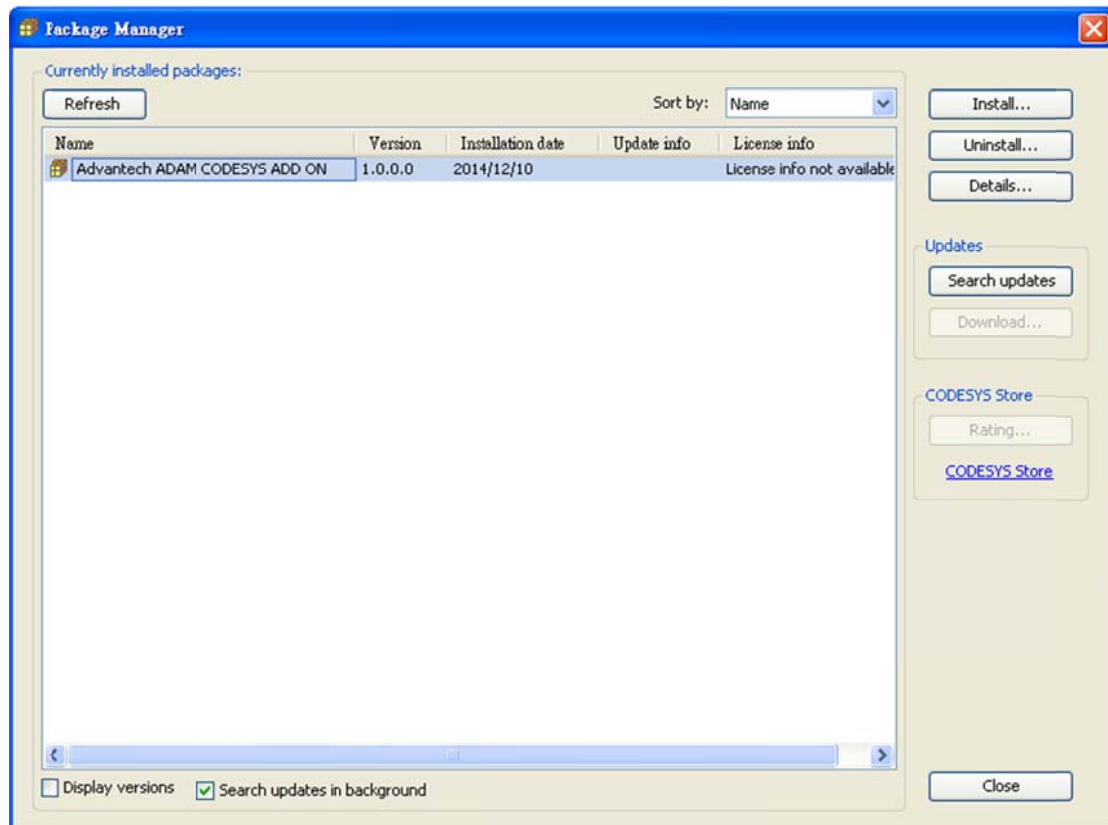 Package Manager
Currently installed packages:
Refresh
Sort by: Name
Name Version Installation date Update info License info
Advantech ADAM CODESYS ADD ON 1.0.0.0 2014/12/10 License info not available
Display versions Search updates in background
Install...
Uninstall...
Details...
Updates
Search updates
Download...
CODESYS Store
Rating...
CODESYS Store
Close